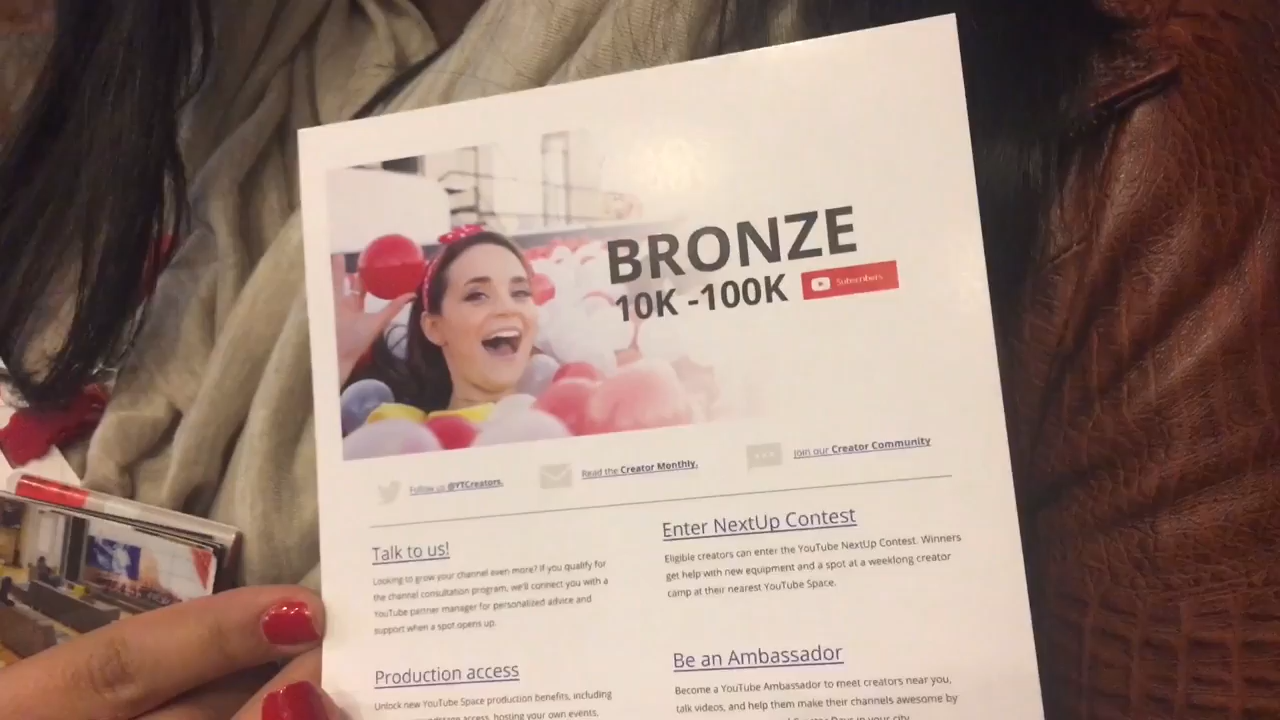 BRONZE
10K -100K Subscribers
Follow us @YTCreators.
Read the Creator Monthly.
Join our Creator Community
Talk to us!
Looking to grow your channel even more? If you qualify for
the channel consultation program, we'll connect you with a
YouTube partner manager for personalized advice and
support when a spot opens up.
Enter NextUp Contest
Eligible creators can enter the YouTube NextUp Contest. Winners
get help with new equipment and a spot at a weeklong creator
camp at their nearest YouTube Space.
Production access
Unlock new YouTube Space production benefits, including
access, hosting your own events,
Be an Ambassador
Become a YouTube Ambassador to meet creators near you,
talk videos, and help them make their channels awesome by
Days in your city.